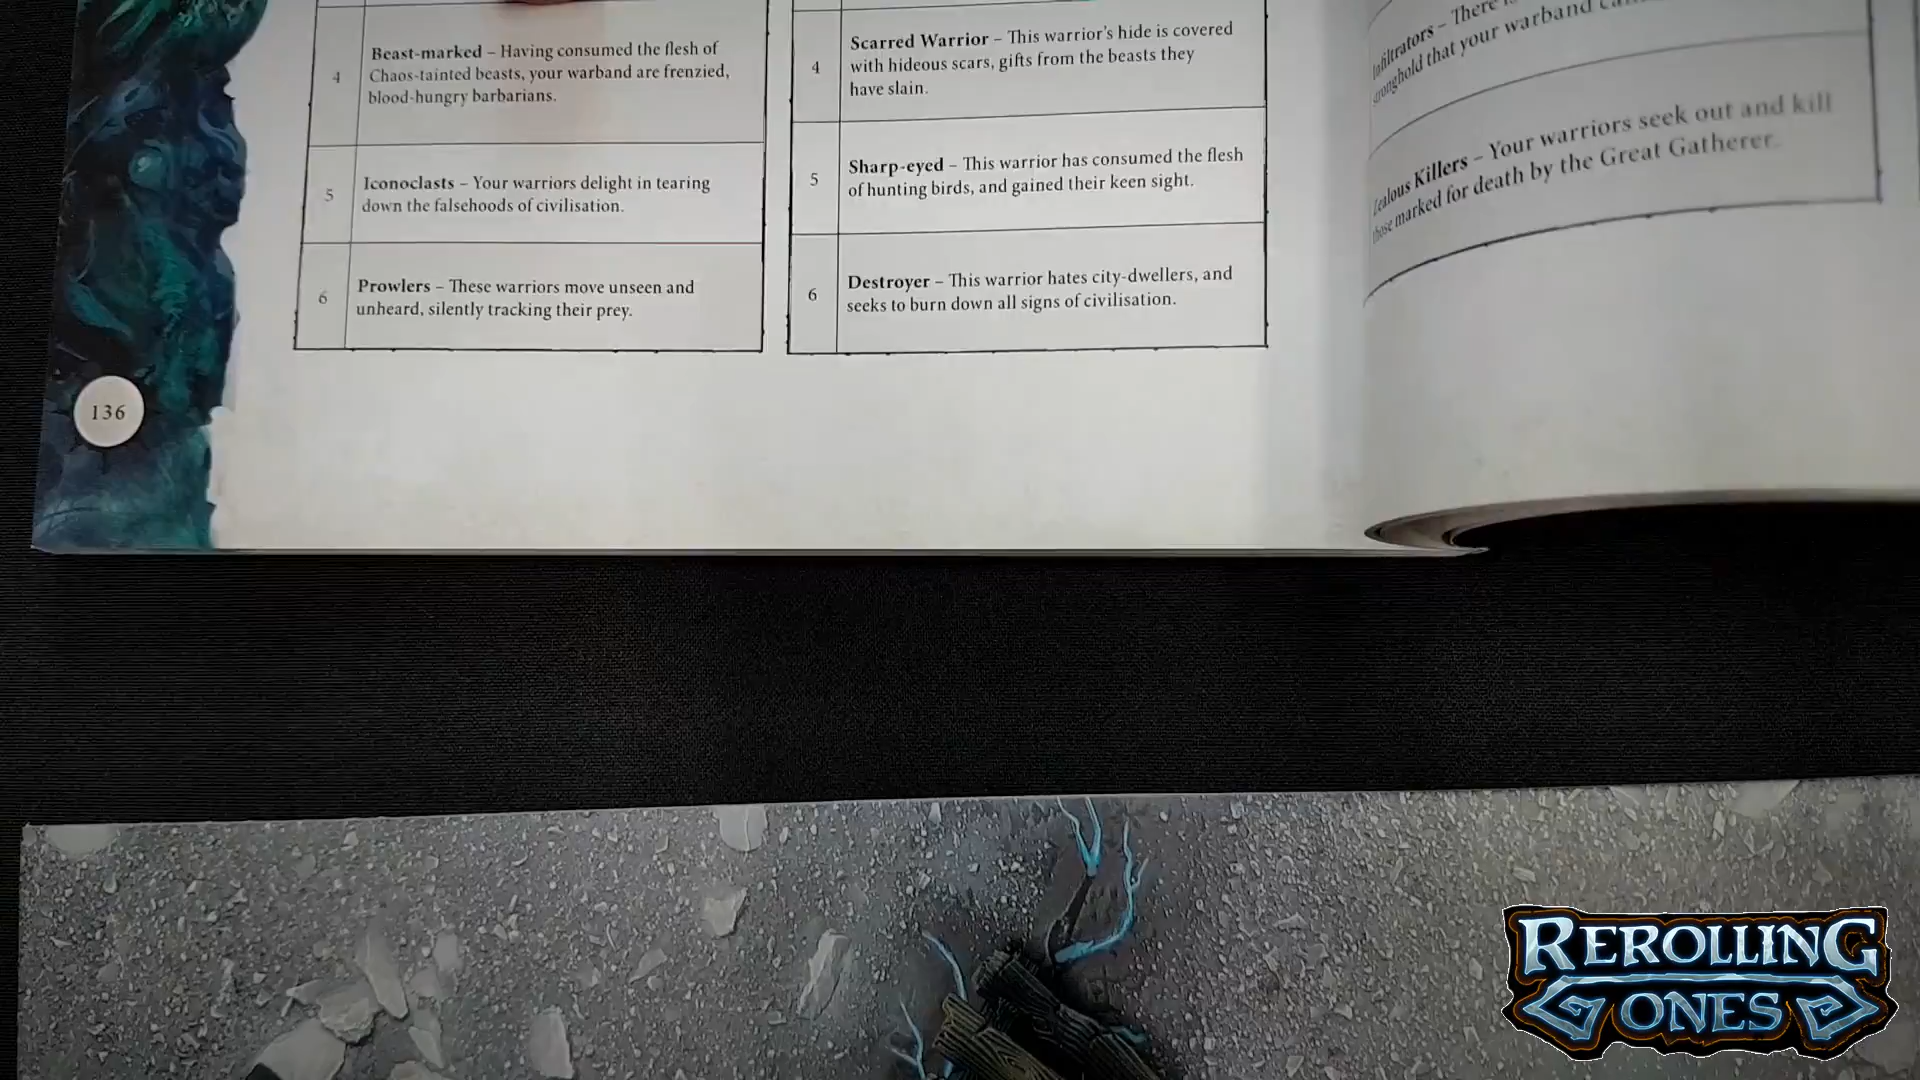 4
Beast-marked – Having consumed the flesh of
Chaos-tainted beasts, your warband are frenzied,
blood-hungry barbarians.
5
Iconoclasts – Your warriors delight in tearing
down the falsehoods of civilisation.
6
Prowlers – These warriors move unseen and
unheard, silently tracking their prey.
136
4
Scarred Warrior – This warrior's hide is covered
with hideous scars, gifts from the beasts they
have slain.
5
Sharp-eyed – This warrior has consumed the flesh
of hunting birds, and gained their keen sight.
6
Destroyer – This warrior hates city-dwellers, and
seeks to burn down all signs of civilisation.
Infiltrators – There
stronghold that your warband
Zealous Killers – Your warriors seek out and kill
those marked for death by the Great Gatherer.
REROLLING
ONES